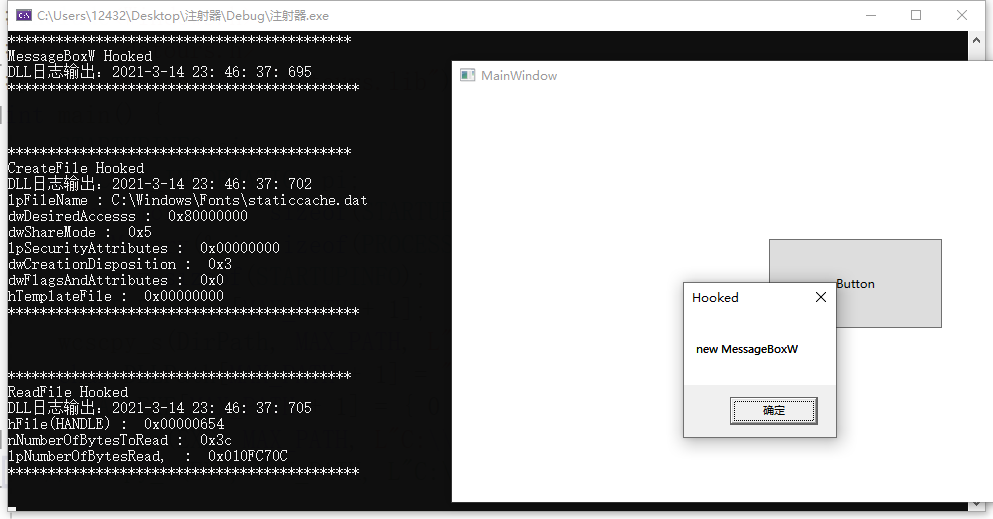 C:\Users\12432\Desktop\注射器\Debug\注射器.exe
*******************************************
MessageBoxW Hooked
DLL日志输出：2021-3-14 23: 46: 37: 695
********************************************
*******************************************
CreateFile Hooked
DLL日志输出：2021-3-14 23: 46: 37: 702
lpFileName : C:\Windows\Fonts\staticcache.dat
dwDesiredAccesss :  0x80000000
dwShareMode :  0x5
lpSecurityAttributes :  0x00000000
dwCreationDisposition :  0x3
dwFlagsAndAttributes :  0x0
hTemplateFile :  0x00000000
********************************************
*******************************************
ReadFile Hooked
DLL日志输出：2021-3-14 23: 46: 37: 705
hFile(HANDLE) :  0x00000654
nNumberOfBytesToRead :  0x3c
lpNumberOfBytesRead,  :  0x010FC70C
********************************************
MainWindow
Button
Hooked
new MessageBoxW
确定